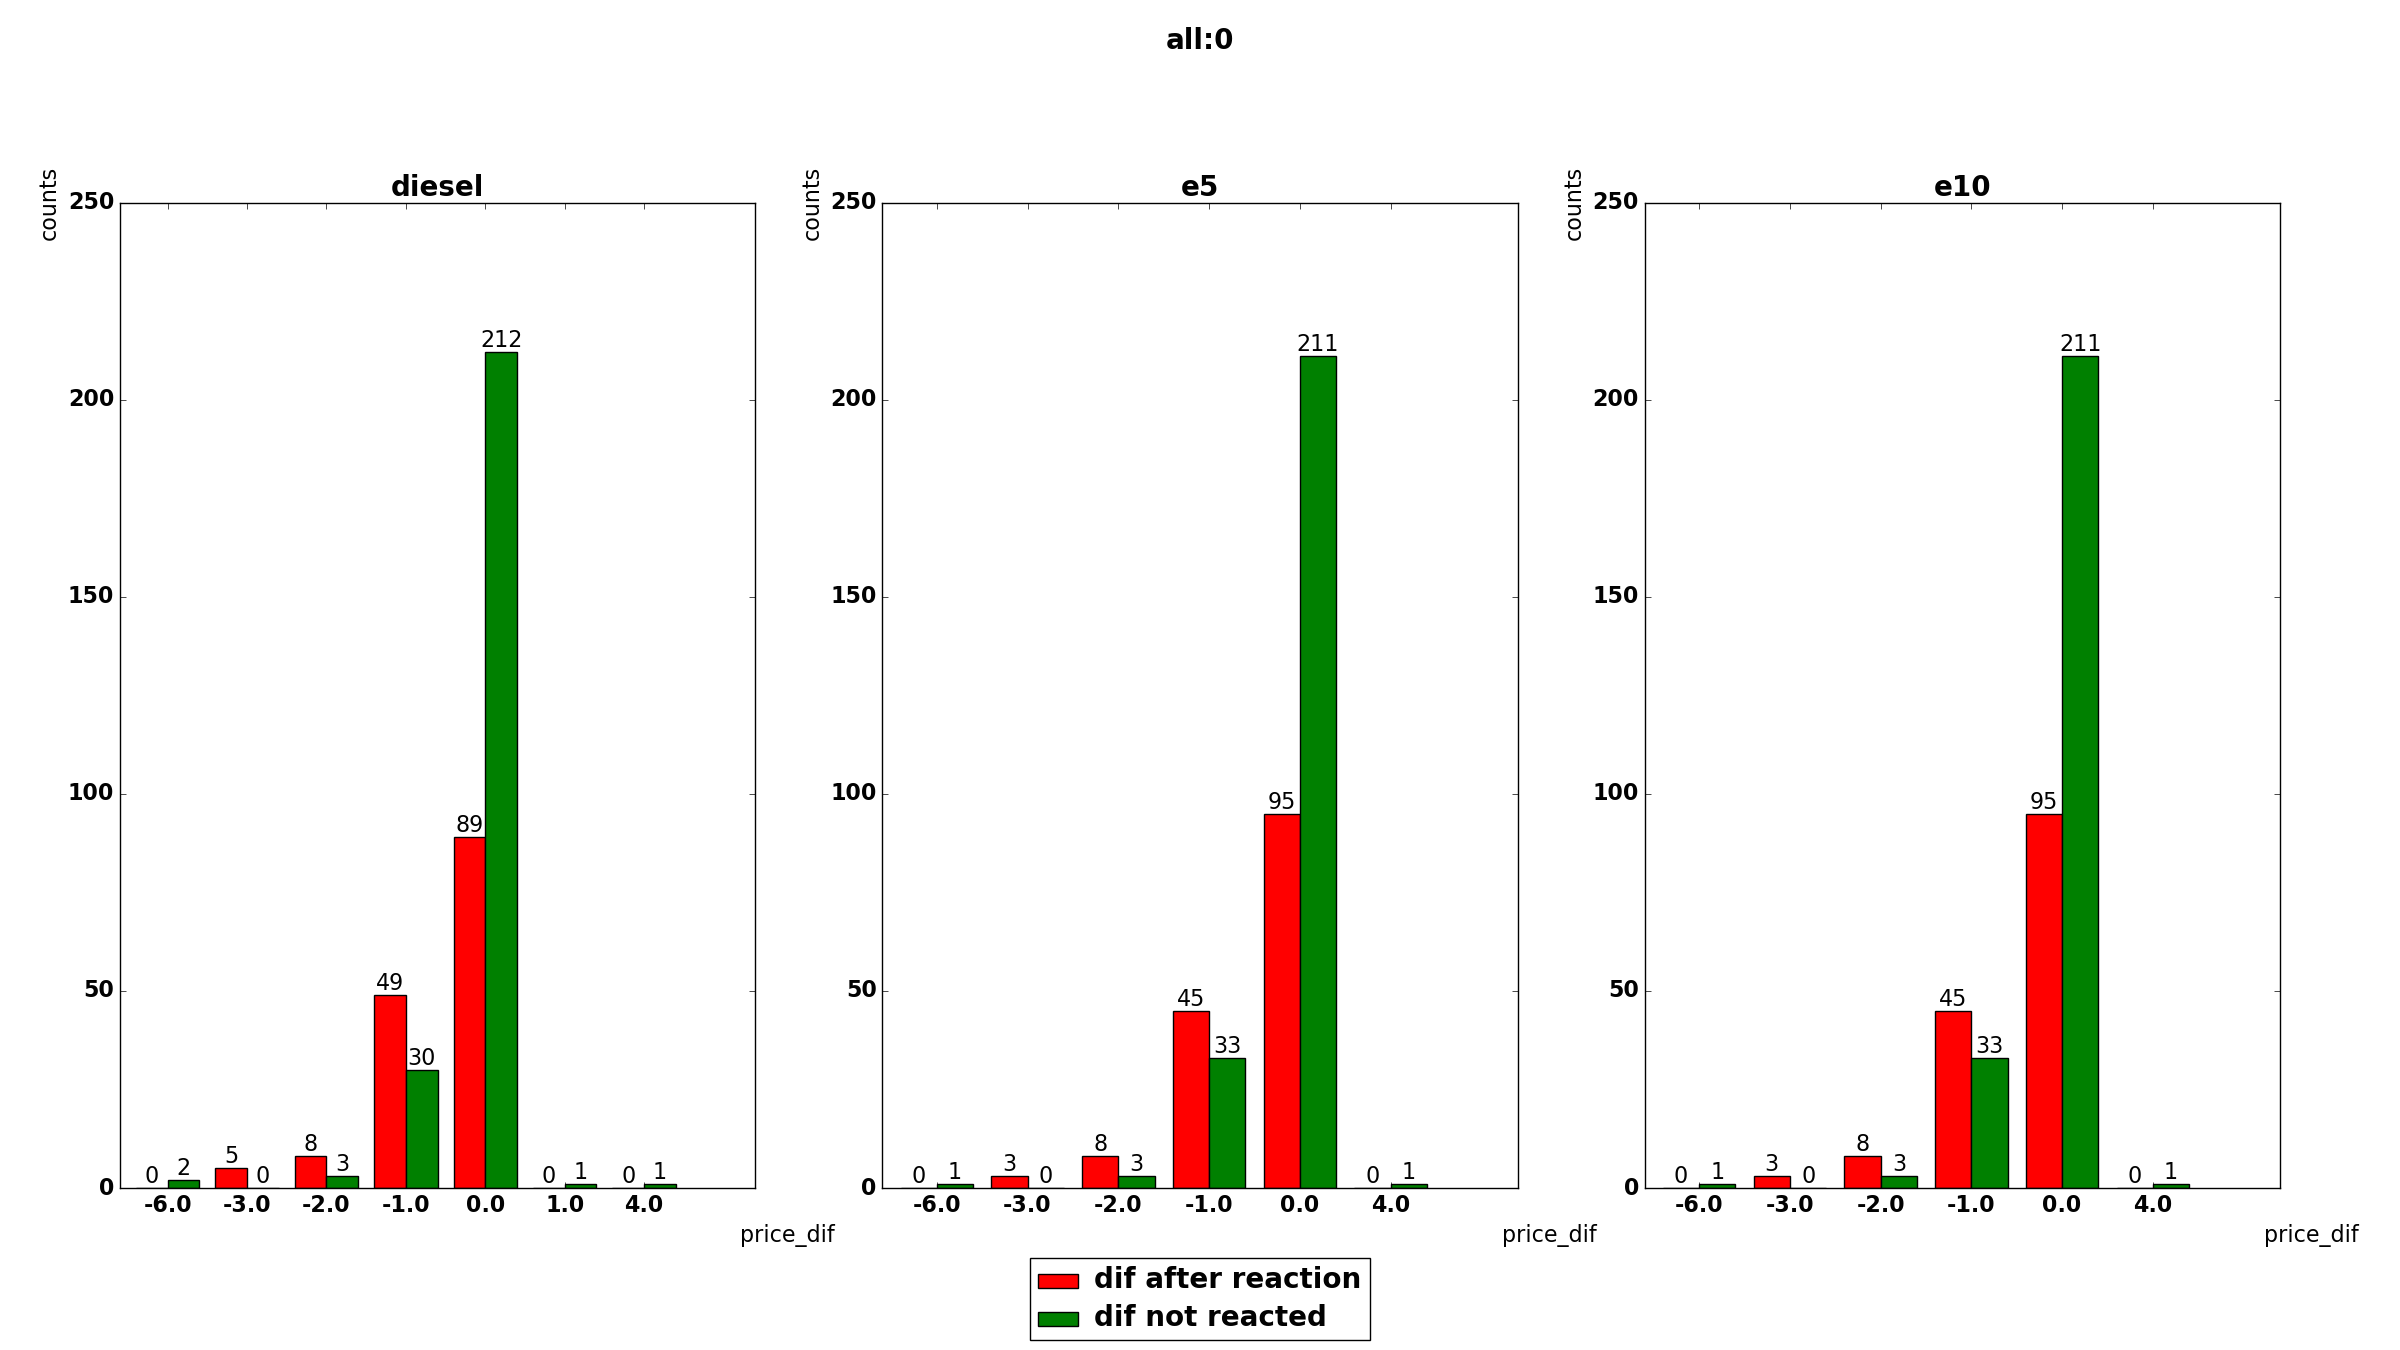 all:0
diesel
counts
250
200
150
100
50
0
0 2 5 0 8 3 49 30 89 212 0 1 0 1
-6.0 -3.0 -2.0 -1.0 0.0 1.0 4.0
price_dif
e5
counts
250
200
150
100
50
0
0 1 3 0 8 3 45 33 95 211 0 1
-6.0 -3.0 -2.0 -1.0 0.0 4.0
price_dif
e10
counts
250
200
150
100
50
0
0 1 3 0 8 3 45 33 95 211 0 1
-6.0 -3.0 -2.0 -1.0 0.0 4.0
price_dif
dif after reaction
dif not reacted